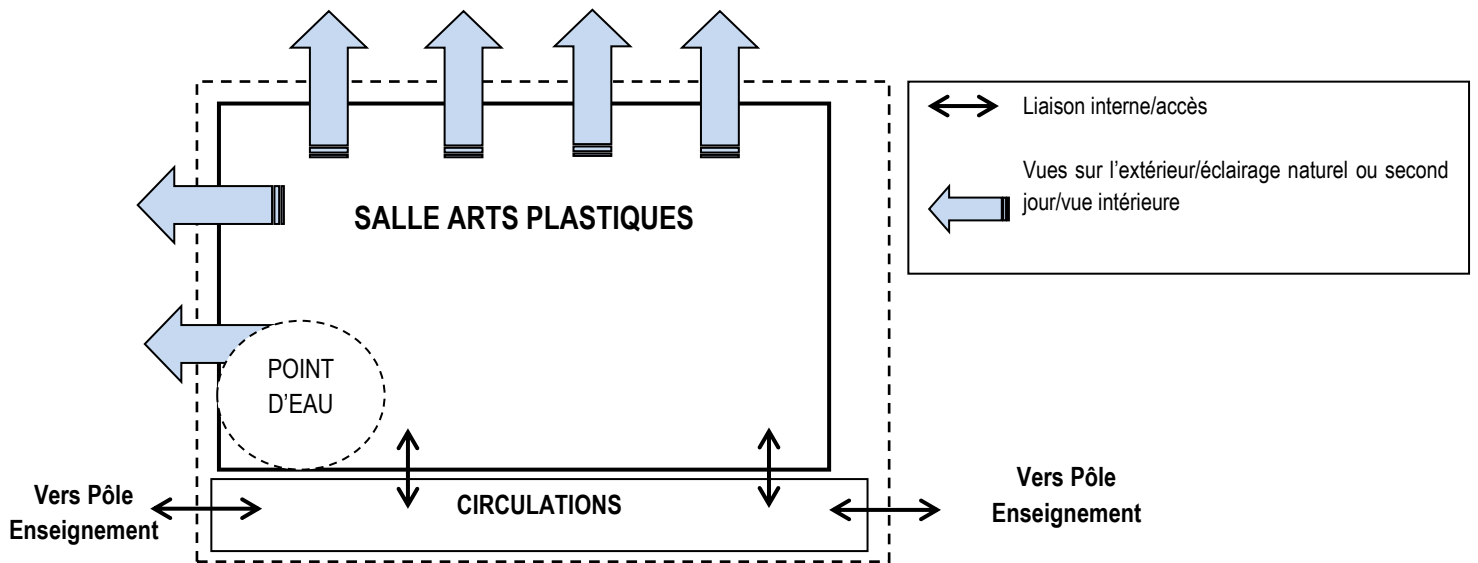 Liaison interne/accès
Vues sur l’extérieur/éclairage naturel ou second
jour/vue intérieure
SALLE ARTS PLASTIQUES
POINT
D’EAU
Vers Pôle
Enseignement
CIRCULATIONS
Vers Pôle
Enseignement